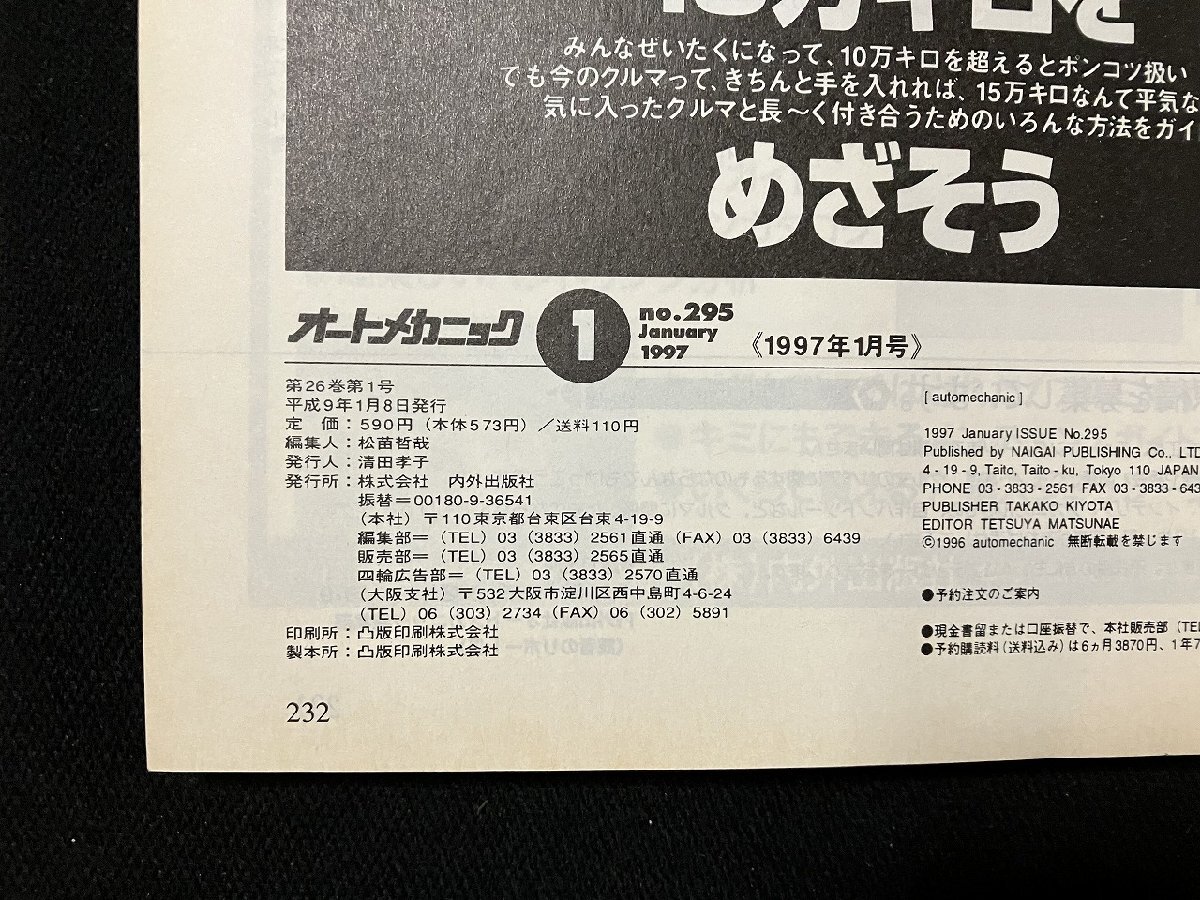 15万キロを
みんなぜいたくになって、10万キロを超えるとポンコツ扱い
ても今のクルマって、きちんと手を入れれば、15万キロなんて平気な
気に入ったクルマと長～く付き合うためのいろんな方法をガイ
めざそう
オートメカニック 1 no.295 January 1997 《1997年1月号》
第26巻第1号
平成9年1月8日発行
定　価：590円（本体573円）／送料110円
編集人：松苗哲哉
発行人：清田孝子
発行所：株式会社　内外出版社
振替＝00180-9-36541
（本社）〒110東京都台東区台東4-19-9
編集部＝（TEL）03（3833）2561直通（FAX）03（3833）6439
販売部＝（TEL）03（3833）2565直通
四輪広告部＝（TEL）03（3833）2570直通
（大阪支社）〒532大阪市淀川区西中島町4-6-24
（TEL）06（303）2734（FAX）06（302）5891
印刷所：凸版印刷株式会社
製本所：凸版印刷株式会社
232
[ automechanic ]
1997 January ISSUE No.295
Published by NAIGAI PUBLISHING Co., LTD
4-19-9, Taito, Taito-ku, Tokyo 110 JAPAN
PHONE 03-3833-2561 FAX 03-3833-643
PUBLISHER TAKAKO KIYOTA
EDITOR TETSUYA MATSUNAE
©1996 automechanic 無断転載を禁じます
●予約注文のご案内
●現金書留または口座振替で、本社販売部（TEL
●予約購読料（送料込み）は6ヵ月3870円、1年7